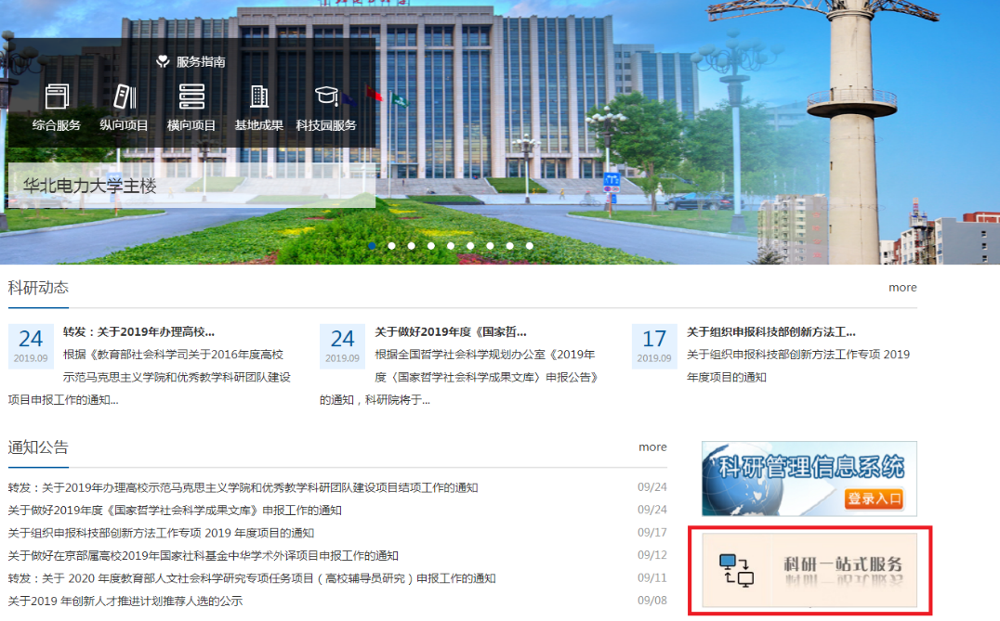 服务指南
综合服务 纵向项目 横向项目 基地成果 科技园服务
华北电力大学主楼
科研动态 more
24
2019.09
转发：关于2019年办理高校...
根据《教育部社会科学司关于2016年度高校
示范马克思主义学院和优秀教学科研团队建设
项目申报工作的通知...
24
2019.09
关于做好2019年度《国家哲...
根据全国哲学社会科学规划办公室《2019年
度〈国家哲学社会科学成果文库〉申报公告》
的通知，科研院将于...
17
2019.09
关于组织申报科技部创新方法工...
关于组织申报科技部创新方法工作专项 2019
年度项目的通知
通知公告 more
转发：关于2019年办理高校示范马克思主义学院和优秀教学科研团队建设项目结项工作的通知 09/24
关于做好2019年度《国家哲学社会科学成果文库》申报工作的通知 09/24
关于组织申报科技部创新方法工作专项 2019 年度项目的通知 09/17
关于做好在京部属高校2019年国家社科基金中华学术外译项目申报工作的通知 09/12
转发：关于 2020 年度教育部人文社会科学研究专项任务项目（高校辅导员研究）申报工作的通知 09/11
关于2019 年创新人才推进计划推荐人选的公示 09/08
科研管理信息系统
登录入口
科研一站式服务